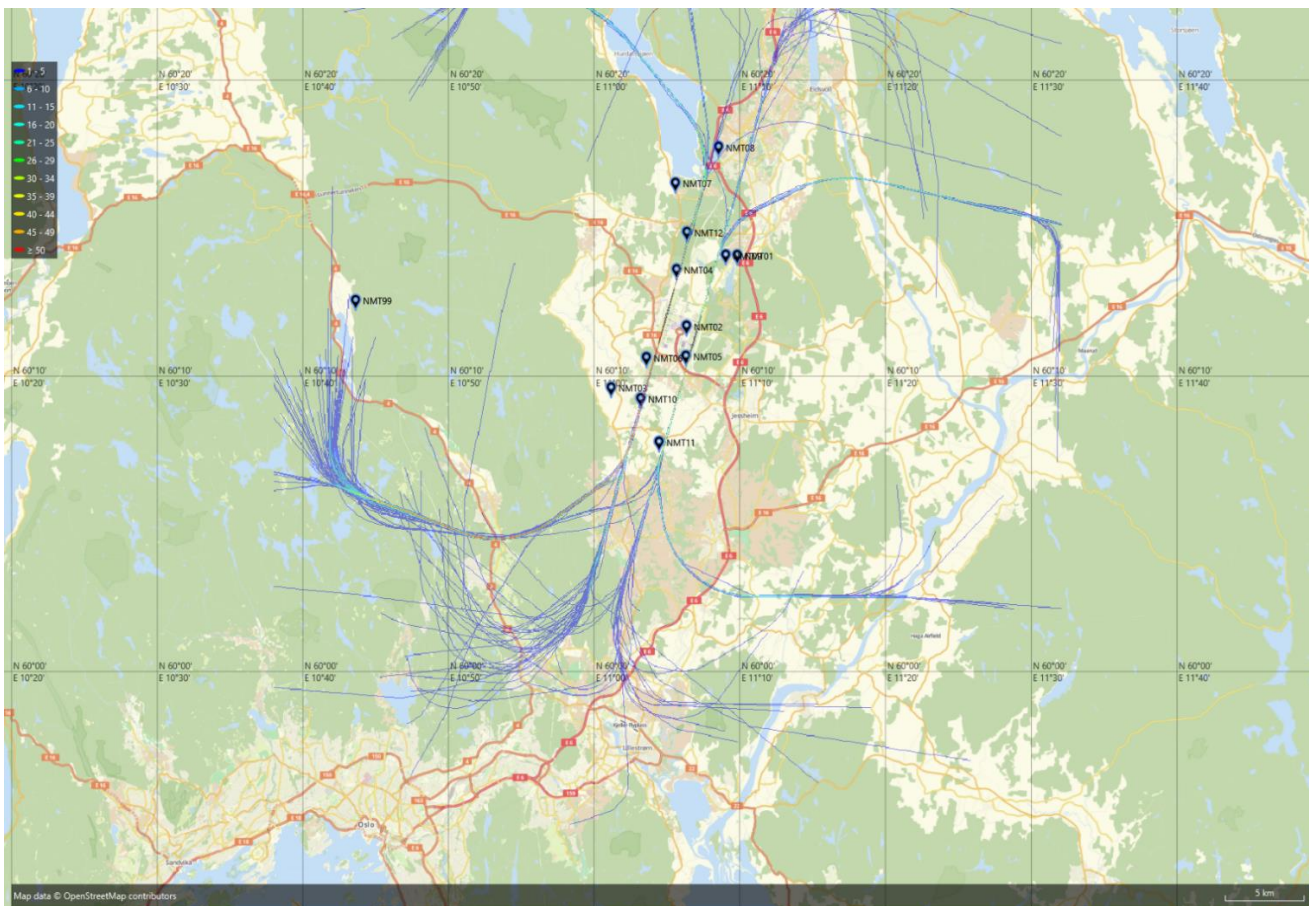 0 - 5
6 - 10
11 - 15
16 - 20
21 - 25
26 - 29
30 - 34
35 - 39
40 - 44
45 - 49
≥ 50
N 60°20'
E 10°30'
N 60°20'
E 10°40'
N 60°20'
E 10°50'
N 60°20'
E 11°00'
N 60°20'
E 11°10'
N 60°20'
E 11°20'
N 60°20'
E 11°30'
N 60°20'
E 11°40'
NMT08
NMT07
NMT12
NMT01
NMT04
NMT99
NMT02
NMT06
NMT05
NMT03
NMT10
NMT11
N 60°10'
E 10°20'
N 60°10'
E 10°30'
N 60°10'
E 10°40'
N 60°10'
E 10°50'
N 60°10'
E 11°00'
N 60°10'
E 11°10'
N 60°10'
E 11°20'
N 60°10'
E 11°30'
N 60°10'
E 11°40'
Jessheim
N 60°00'
E 10°20'
N 60°00'
E 10°30'
N 60°00'
E 10°40'
N 60°00'
E 10°50'
N 60°00'
E 11°00'
N 60°00'
E 11°10'
N 60°00'
E 11°20'
N 60°00'
E 11°30'
N 60°00'
E 11°40'
Lillestrøm
Oslo
Sandvika
E 16
E 6
Map data © OpenStreetMap contributors
5 km